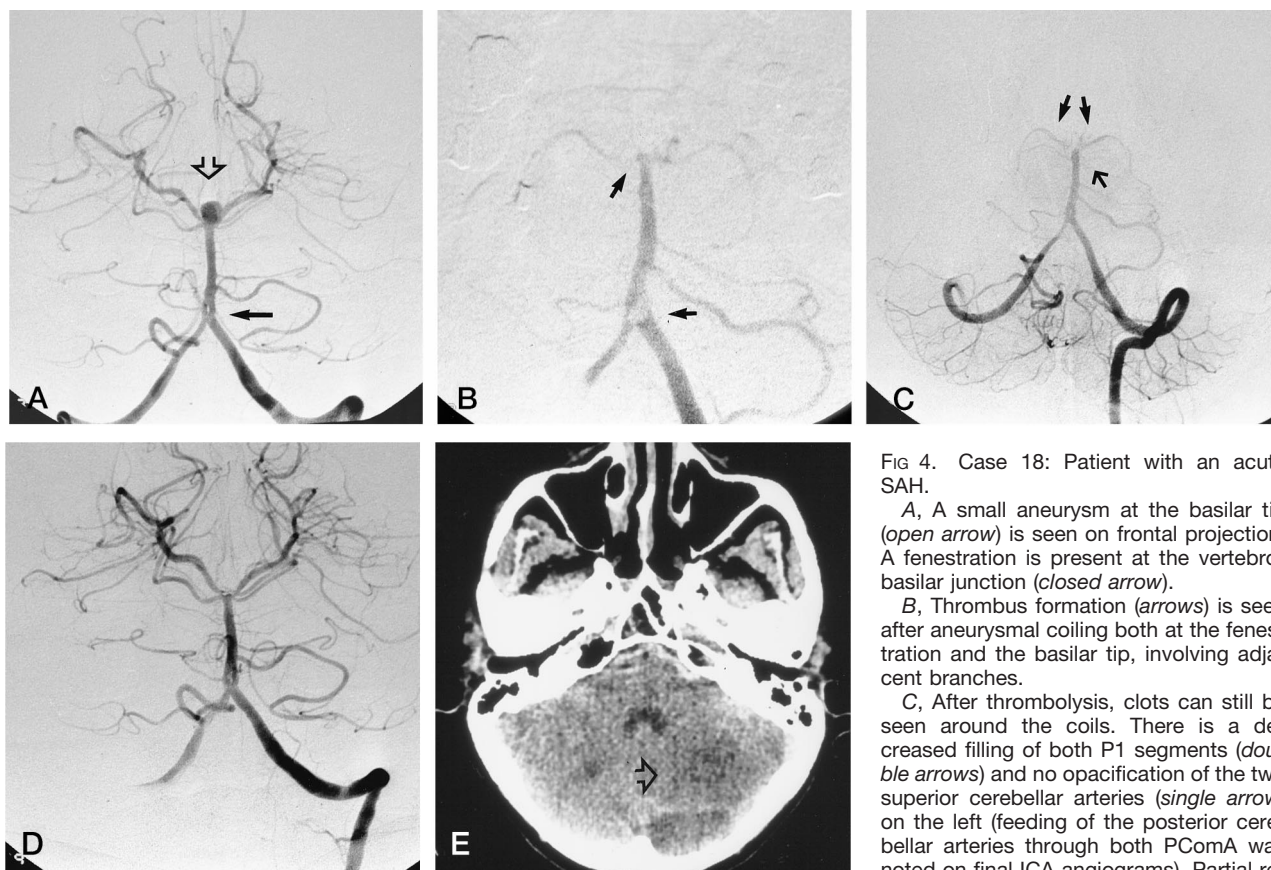 A
B
C
D
E
FIG 4. Case 18: Patient with an acut
SAH.
A, A small aneurysm at the basilar ti
(open arrow) is seen on frontal projection
A fenestration is present at the vertebro
basilar junction (closed arrow).
B, Thrombus formation (arrows) is see
after aneurysmal coiling both at the fenes
tration and the basilar tip, involving adja
cent branches.
C, After thrombolysis, clots can still b
seen around the coils. There is a de
creased filling of both P1 segments (dou
ble arrows) and no opacification of the tw
superior cerebellar arteries (single arrow
on the left (feeding of the posterior cere
bellar arteries through both PComA wa
noted on final ICA angiograms). Partial re